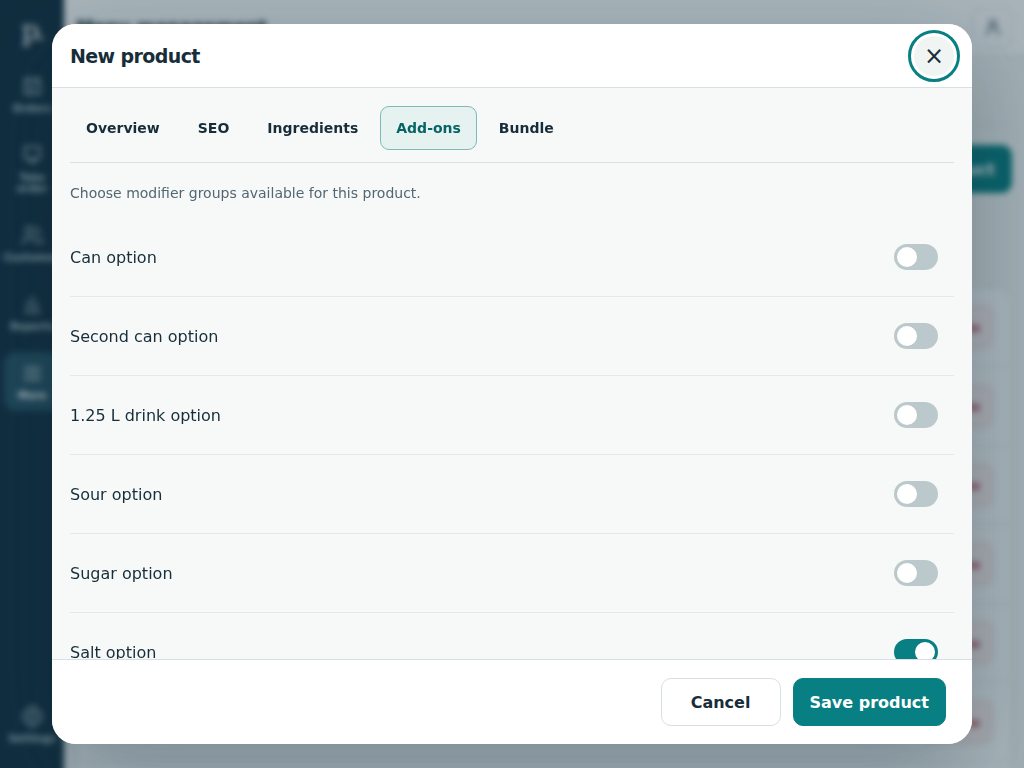 New product
Overview
SEO
Ingredients
Add-ons
Bundle
Choose modifier groups available for this product.
Can option
Second can option
1.25 L drink option
Sour option
Sugar option
Salt option
Cancel
Save product